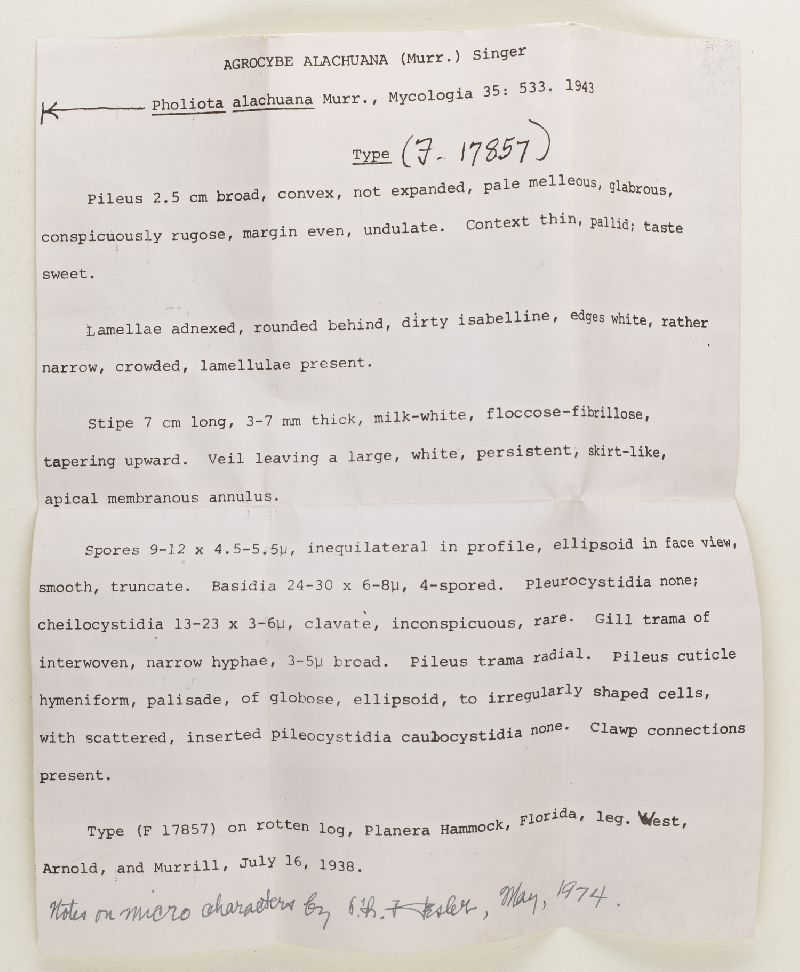 AGROCYBE ALACHUANA (Murr.) Singer
Pholiota alachuana Murr., Mycologia 35: 533. 1943
Type (F. 17857)
Pileus 2.5 cm broad, convex, not expanded, pale melleous, glabrous,
conspicuously rugose, margin even, undulate. Context thin, pallid; taste
sweet.
Lamellae adnexed, rounded behind, dirty isabelline, edges white, rather
narrow, crowded, lamellulae present.
Stipe 7 cm long, 3-7 mm thick, milk-white, floccose-fibrillose,
tapering upward. Veil leaving a large, white, persistent, skirt-like,
apical membranous annulus.
Spores 9-12 x 4.5-5.5µ, inequilateral in profile, ellipsoid in face view,
smooth, truncate. Basidia 24-30 x 6-8µ, 4-spored. Pleurocystidia none;
cheilocystidia 13-23 x 3-6µ, clavate, inconspicuous, rare. Gill trama of
interwoven, narrow hyphae, 3-5µ broad. Pileus trama radial. Pileus cuticle
hymeniform, palisade, of globose, ellipsoid, to irregularly shaped cells,
with scattered, inserted pileocystidia caulocystidia none. Clawp connections
present.
Type (F 17857) on rotten log, Planera Hammock, Florida, leg. West,
Arnold, and Murrill, July 16, 1938.
Notes on micro characters by Hesler, May, 1974.